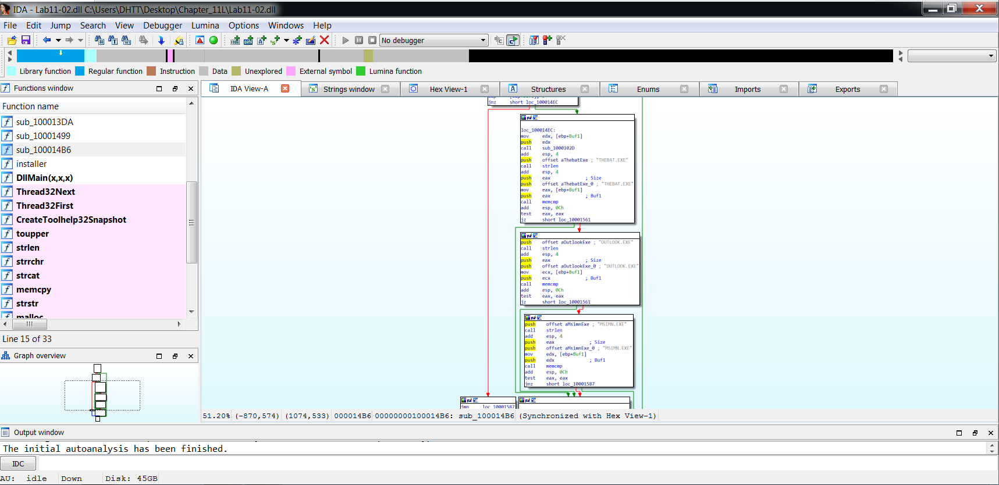 IDA - Lab11-02.dll C:\Users\DHTT\Desktop\Chapter_11L\Lab11-02.dll
File Edit Jump Search View Debugger Lumina Options Windows Help
No debugger
Library function Regular function Instruction Data Unexplored External symbol Lumina function
Functions window
IDA View-A Strings window Hex View-1 Structures Enums Imports Exports
Function name
sub_100013DA
sub_10001499
sub_100014B6
installer
DllMain(x,x,x)
Thread32Next
Thread32First
CreateToolhelp32Snapshot
toupper
strlen
strrchr
strcat
memcpy
strstr
malloc
Line 15 of 33
Graph overview
jnz short loc_100014EC
loc_100014EC:
mov edx, [ebp+Buf1]
push edx
call sub_1000102D
add esp, 4
push offset aThebatExe ; "THEBAT.EXE"
call strlen
add esp, 4
push eax ; Size
push offset aThebatExe_0 ; "THEBAT.EXE"
mov eax, [ebp+Buf1]
push eax ; Buf1
call memcmp
add esp, 0Ch
test eax, eax
jz short loc_10001561
push offset aOutlookExe ; "OUTLOOK.EXE"
call strlen
add esp, 4
push eax ; Size
push offset aOutlookExe_0 ; "OUTLOOK.EXE"
mov ecx, [ebp+Buf1]
push ecx ; Buf1
call memcmp
add esp, 0Ch
test eax, eax
jz short loc_10001561
push offset aMsimnExe ; "MSIMN.EXE"
call strlen
add esp, 4
push eax ; Size
push offset aMsimnExe_0 ; "MSIMN.EXE"
mov edx, [ebp+Buf1]
push edx ; Buf1
call memcmp
add esp, 0Ch
test eax, eax
jnz short loc_10001587
jmp loc_10001587
51.20% (-870,574) (1074,533) 000014B6 00000000100014B6: sub_100014B6 (Synchronized with Hex View-1)
Output window
The initial autoanalysis has been finished.
IDC
AU: idle Down Disk: 45GB